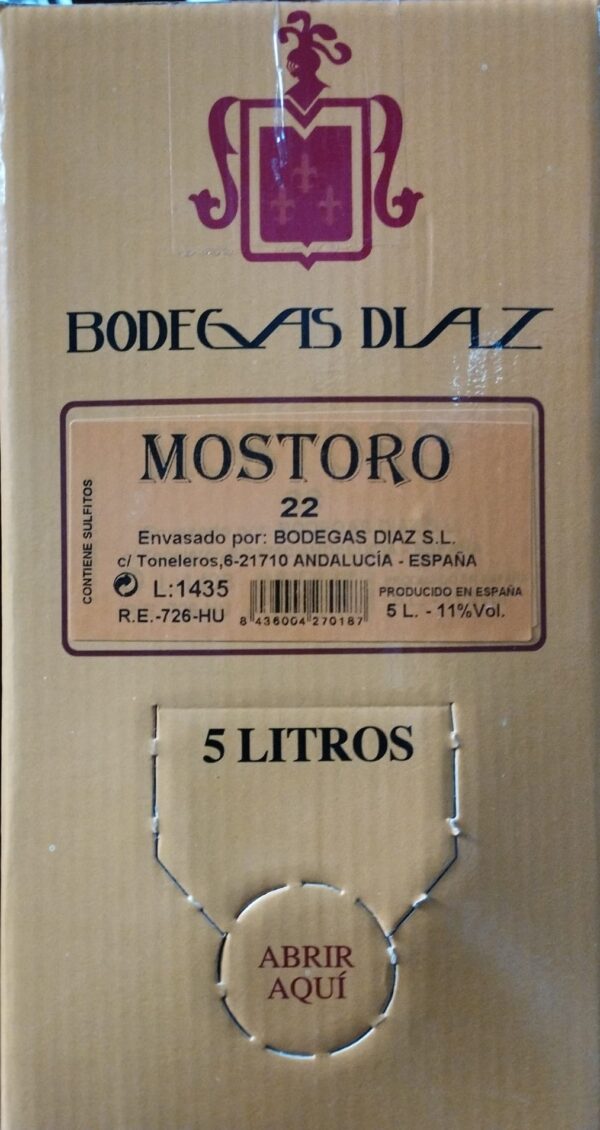 BODEGAS DIAZ
MOSTORO
22
CONTIENE SULFITOS
Envasado por: BODEGAS DIAZ S.L.
c/ Toneleros,6-21710 ANDALUCÍA - ESPAÑA
L:1435
PRODUCIDO EN ESPAÑA
R.E.-726-HU
5 L. - 11%Vol.
8 436004 270187
5 LITROS
ABRIR
AQUÍ